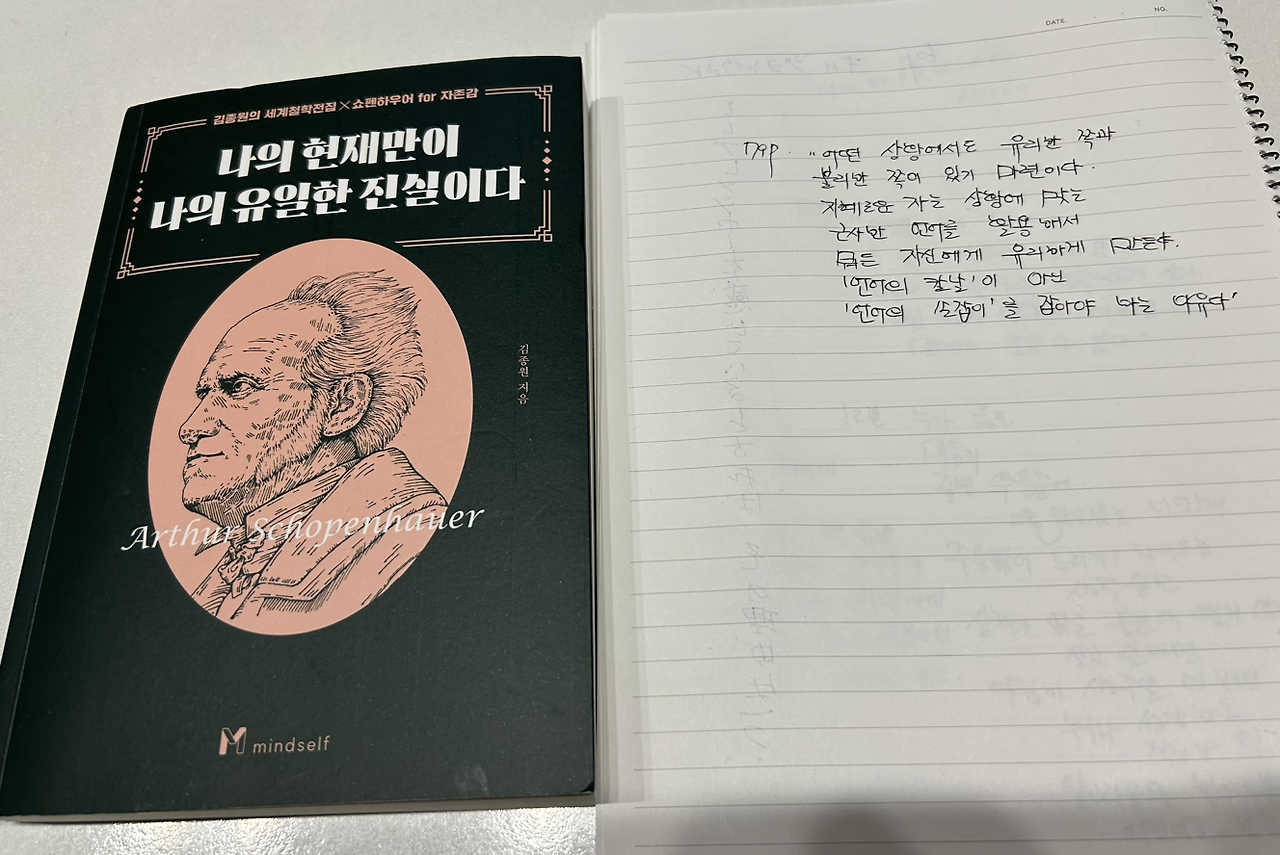 김종원의 세계철학전집 × 쇼펜하우어 for 자존감
나의 현재만이
나의 유일한 진실이다
김종원 지음
Arthur Schopenhauer
M mindself
DATE.
NO.
"어떤 상황에서든 유리한 쪽과
불리한 쪽이 있기 마련이다.
지혜로운 자는 상황에 맞는
근사한 언어를 활용해서
모든 자신에게 유리하게 만든다.
'언어의 칼날'이 아닌
'언어의 손잡이'를 잡아야 하는 이유다"